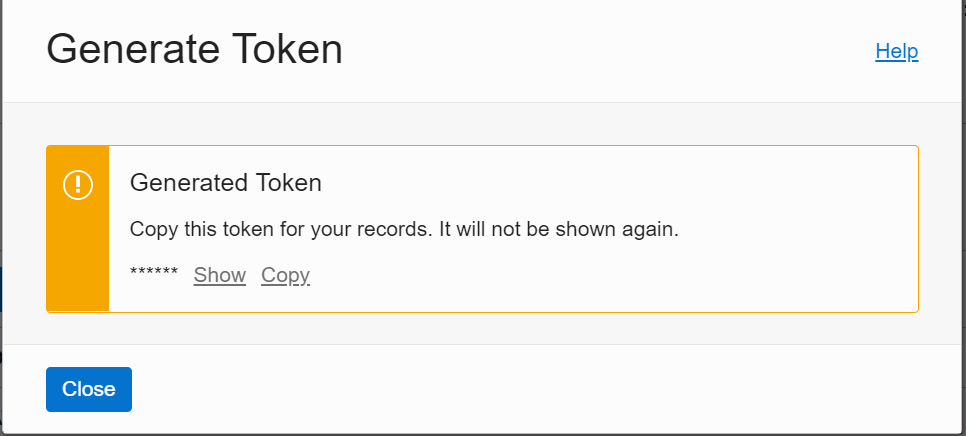 Generate Token
Help
Generated Token
Copy this token for your records. It will not be shown again.
****** Show Copy
Close